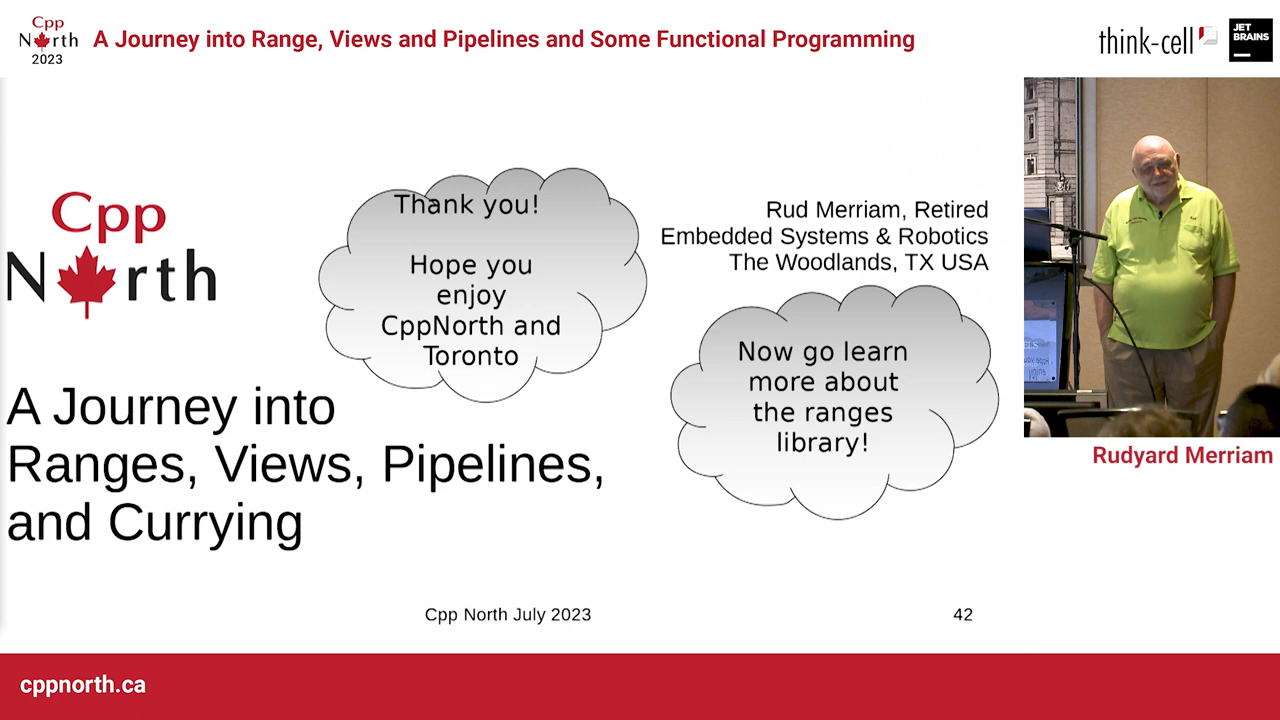 Cpp
North
2023
A Journey into Range, Views and Pipelines and Some Functional Programming
think-cell
JET
BRAINS
Cpp
North
Thank you!
Hope you
enjoy
CppNorth and
Toronto
Rud Merriam, Retired
Embedded Systems & Robotics
The Woodlands, TX USA
Now go learn
more about
the ranges
library!
A Journey into
Ranges, Views, Pipelines,
and Currying
Rudyard Merriam
Cpp North July 2023
42
cppnorth.ca